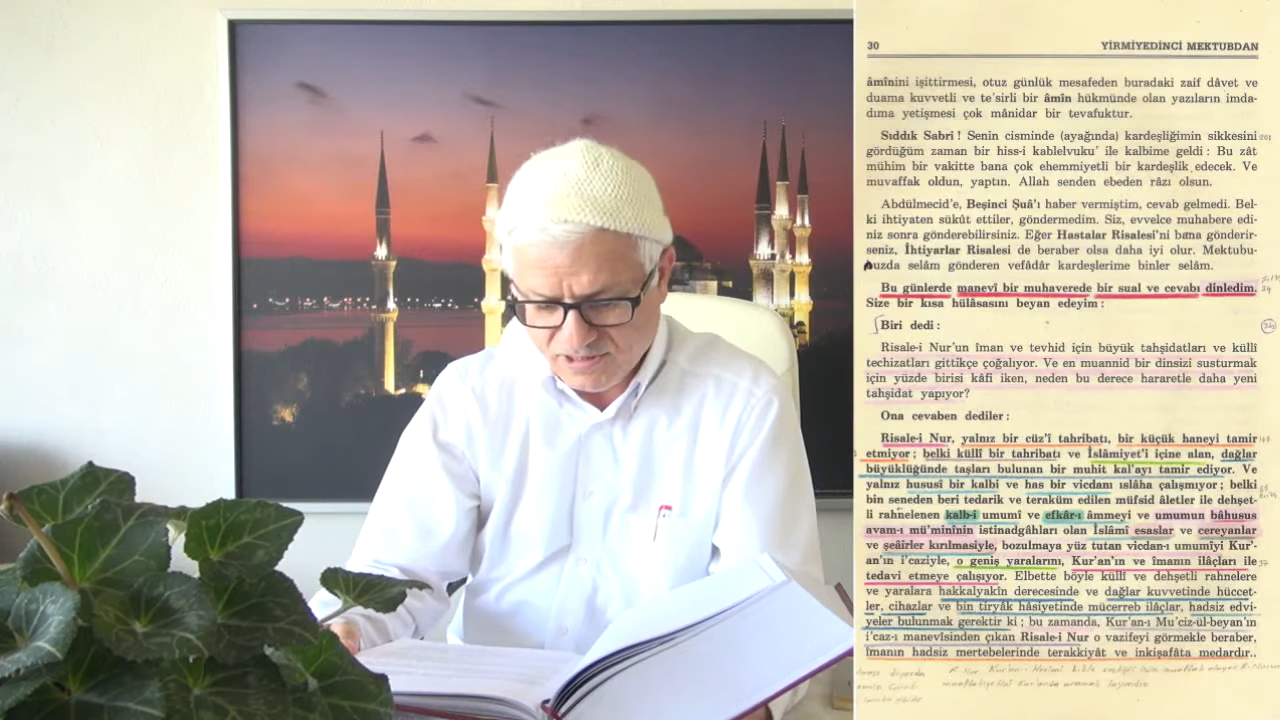 30 YİRMİYEDİNCİ MEKTUBDAN
âmînini işittirmesi, otuz günlük mesafeden buradaki zaif dâvet ve
duama kuvvetli ve te'sirli bir âmîn hükmünde olan yazıların imda-
dıma yetişmesi çok mânidar bir tevafuktur.
Sıddık Sabri! Senin cisminde (ayağında) kardeşliğimin sikkesini
gördüğüm zaman bir hiss-i kablelvuku' ile kalbime geldi: Bu zât
mühim bir vakitte bana çok ehemmiyetli bir kardeşlik edecek. Ve
muvaffak oldun, yaptın. Allah senden ebeden râzı olsun.
Abdülmecid'e, Beşinci Şuâ'ı haber vermiştim, cevab gelmedi. Bel-
ki ihtiyaten sükût ettiler, göndermedim. Siz, evvelce muhabere edi-
niz sonra gönderebilirsiniz. Eğer Hastalar Risalesi'ni bana gönderir-
seniz, İhtiyarlar Risalesi de beraber olsa daha iyi olur. Mektubu-
nuzda selâm gönderen vefâdâr kardeşlerime binler selâm.
Bu günlerde manevî bir muhaverede bir sual ve cevabı dinledim.
Size bir kısa hülâsasını beyan edeyim:
Biri dedi:
Risale-i Nur'un îman ve tevhid için büyük tahşidatları ve küllî
techizatları gittikçe çoğalıyor. Ve en muannid bir dinsizi susturmak
için yüzde birisi kâfi iken, neden bu derece hararetle daha yeni
tahşidat yapıyor?
Ona cevaben dediler:
Risale-i Nur, yalnız bir cüz'î tahribatı, bir küçük haneyi tamir
etmiyor; belki küllî bir tahribatı ve İslâmiyet'i içine alan, dağlar
büyüklüğünde taşları bulunan bir muhit kal'ayı tamir ediyor. Ve
yalnız hususî bir kalbi ve has bir vicdanı ıslâha çalışmıyor; belki
bin seneden beri tedarik ve teraküm edilen müfsid âletler ile dehşet-
li rahnelenen kalb-i umumî ve efkâr-ı âmmeyi ve umumun bâhusus
avam-ı mü'minînin istinadgâhları olan İslâmî esaslar ve cereyanlar
ve şeâirler kırılmasiyle, bozulmaya yüz tutan vicdan-ı umumîyi Kur'-
an'ın i'caziyle, o geniş yaralarını, Kur'an'ın ve îmanın ilâçları ile
tedavi etmeye çalışıyor. Elbette böyle küllî ve dehşetli rahnelere
ve yaralara hakkalyakîn derecesinde ve dağlar kuvvetinde hüccet-
ler, cihazlar ve bin tiryâk hâsiyetinde mücerreb ilâçlar, hadsiz edvi-
yeler bulunmak gerektir ki; bu zamanda, Kur'an-ı Mu'ciz-ül-beyan'ın
i'caz-ı manevîsinden çıkan Risale-i Nur o vazifeyi görmekle beraber,
îmanın hadsiz mertebelerinde terakkiyât ve inkişafâta medardır..